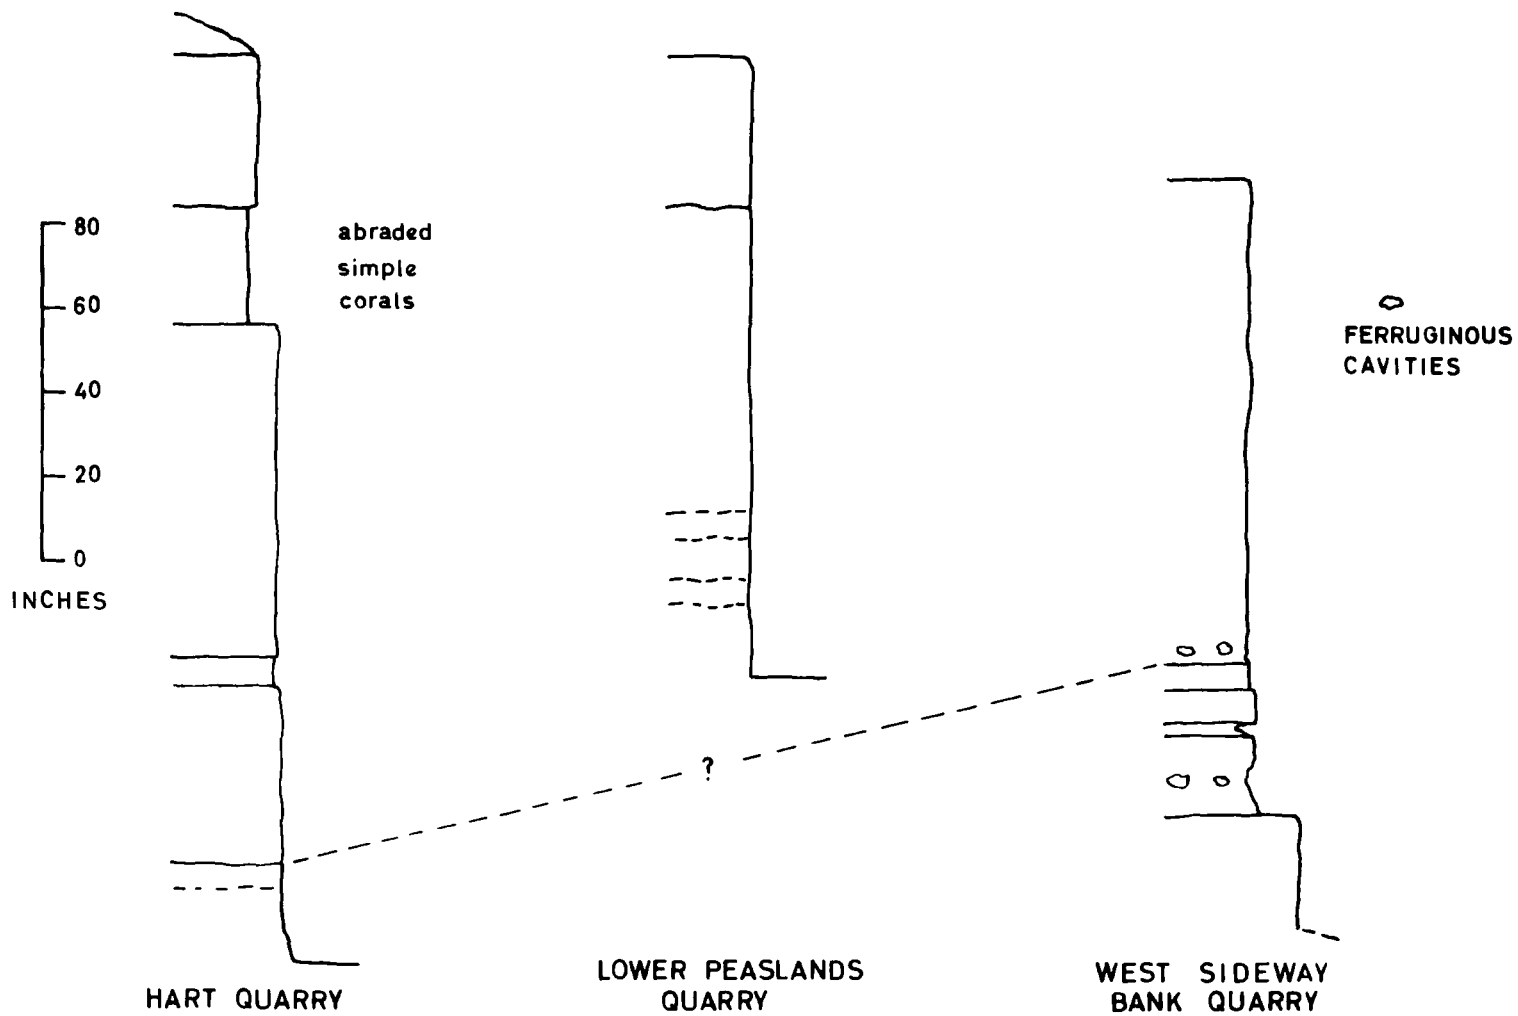 80
60
40
20
0
INCHES
abraded
simple
corals
FERRUGINOUS
CAVITIES
?
HART QUARRY
LOWER PEASLANDS
QUARRY
WEST SIDEWAY
BANK QUARRY